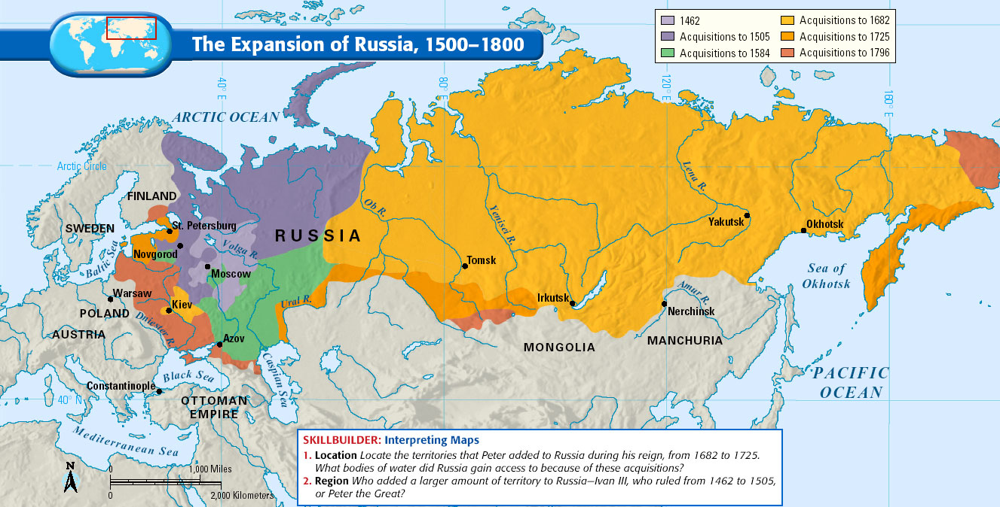 The Expansion of Russia, 1500–1800
1462
Acquisitions to 1505
Acquisitions to 1584
Acquisitions to 1682
Acquisitions to 1725
Acquisitions to 1796
40° E
80° E
120° E
160° E
ARCTIC OCEAN
Arctic Circle
FINLAND
SWEDEN
St. Petersburg
RUSSIA
Ob R.
Yenisei R.
Lena R.
Yakutsk
Okhotsk
Baltic Sea
Novgorod
Volga R.
Moscow
Tomsk
Sea of
Okhotsk
Warsaw
POLAND
Kiev
Ural R.
Irkutsk
Amur R.
Nerchinsk
AUSTRIA
Dniester R.
Azov
MONGOLIA
MANCHURIA
Black Sea
Caspian Sea
Constantinople
PACIFIC
OCEAN
40° N
OTTOMAN
EMPIRE
Mediterranean Sea
N
0
1,000 Miles
0
2,000 Kilometers
SKILLBUILDER: Interpreting Maps
1. Location Locate the territories that Peter added to Russia during his reign, from 1682 to 1725.
What bodies of water did Russia gain access to because of these acquisitions?
2. Region Who added a larger amount of territory to Russia—Ivan III, who ruled from 1462 to 1505,
or Peter the Great?